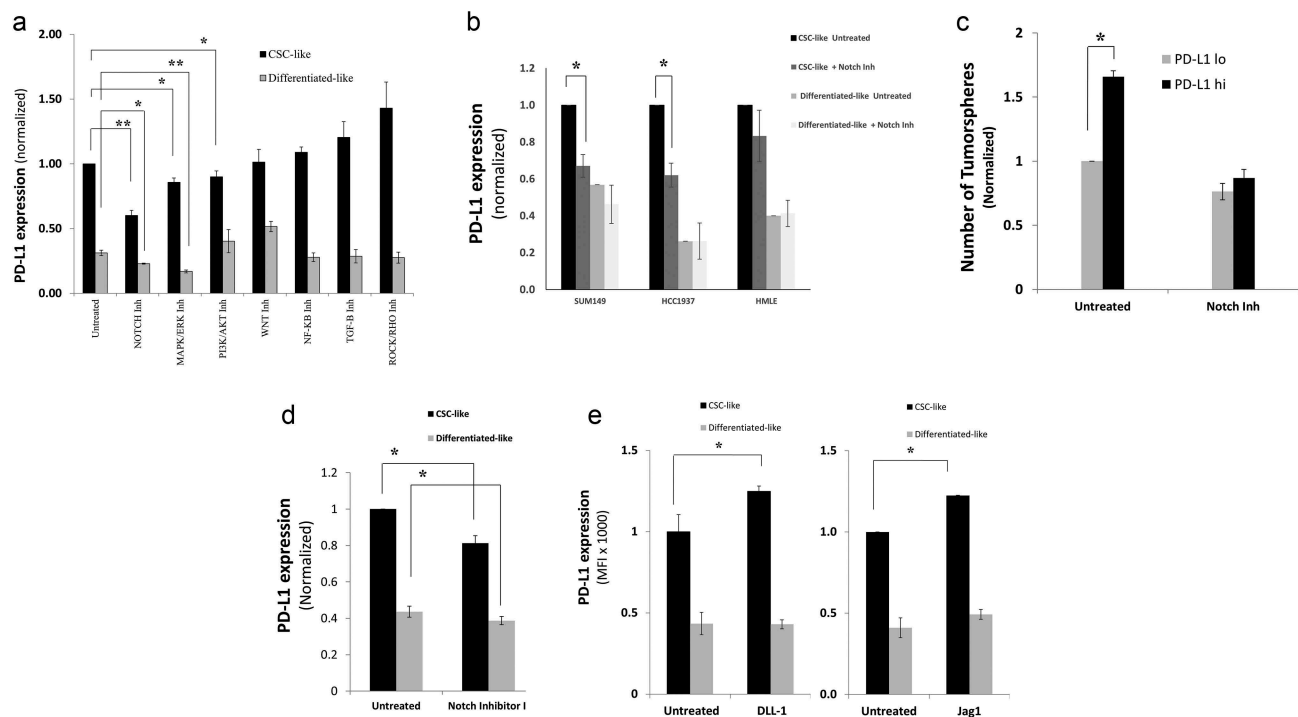 a
2.00
1.50
1.00
0.50
0.00
PD-L1 expression (normalized)
CSC-like
Differentiated-like
*
**
*
*
**
Untreated
NOTCH Inh
MAPK/ERK Inh
PI3K/AKT Inh
WNT Inh
NF-KB Inh
TGF-B Inh
ROCK/RHO Inh
b
CSC-like Untreated
CSC-like + Notch Inh
Differentiated-like Untreated
Differentiated-like + Notch Inh
PD-L1 expression
(normalized)
1.0
0.8
0.6
0.4
0.2
0.0
*
*
SUM149
HCC1937
HMLE
c
Number of Tumorspheres
(Normalized)
2
1.5
1
0.5
0
*
PD-L1 lo
PD-L1 hi
Untreated
Notch Inh
d
CSC-like
Differentiated-like
PD-L1 expression
(Normalized)
1.2
1
0.8
0.6
0.4
0.2
0
*
*
Untreated
Notch Inhibitor I
e
CSC-like
Differentiated-like
PD-L1 expression
(MFI x 1000)
1.5
1
0.5
0
*
Untreated
DLL-1
CSC-like
Differentiated-like
1.5
1.0
0.5
0.0
*
Untreated
Jag1